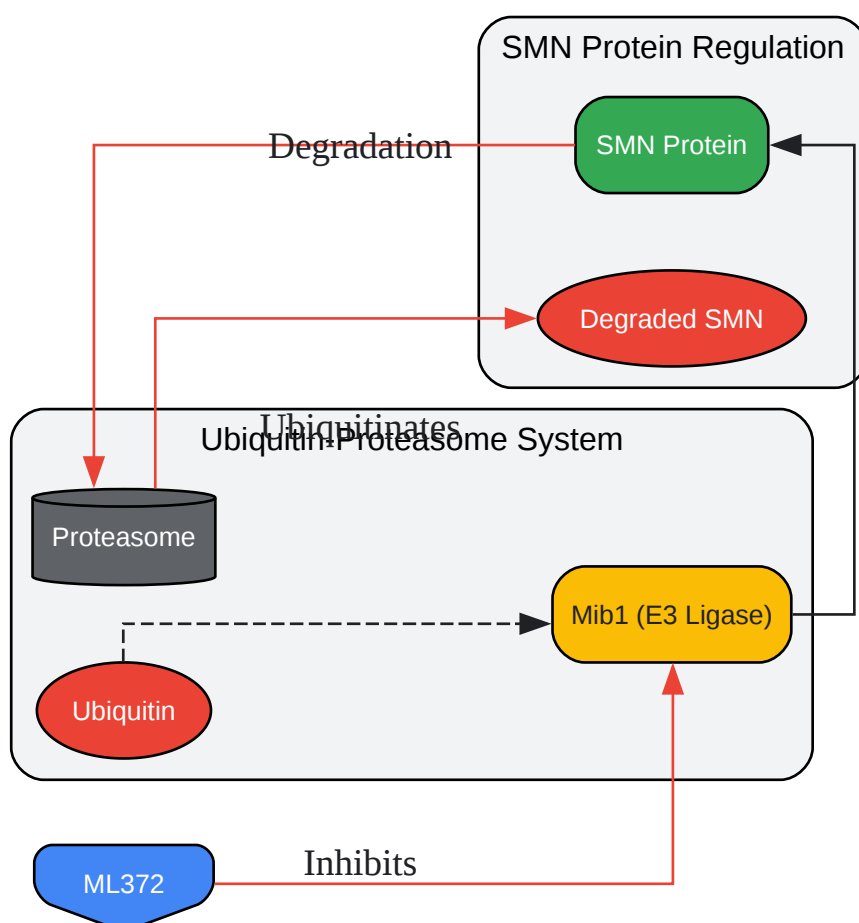 SMN Protein Regulation
SMN Protein
Degradation
Degraded SMN
Ubiquitinates
Ubiquitin-Proteasome System
Proteasome
Mib1 (E3 Ligase)
Ubiquitin
Inhibits
ML372